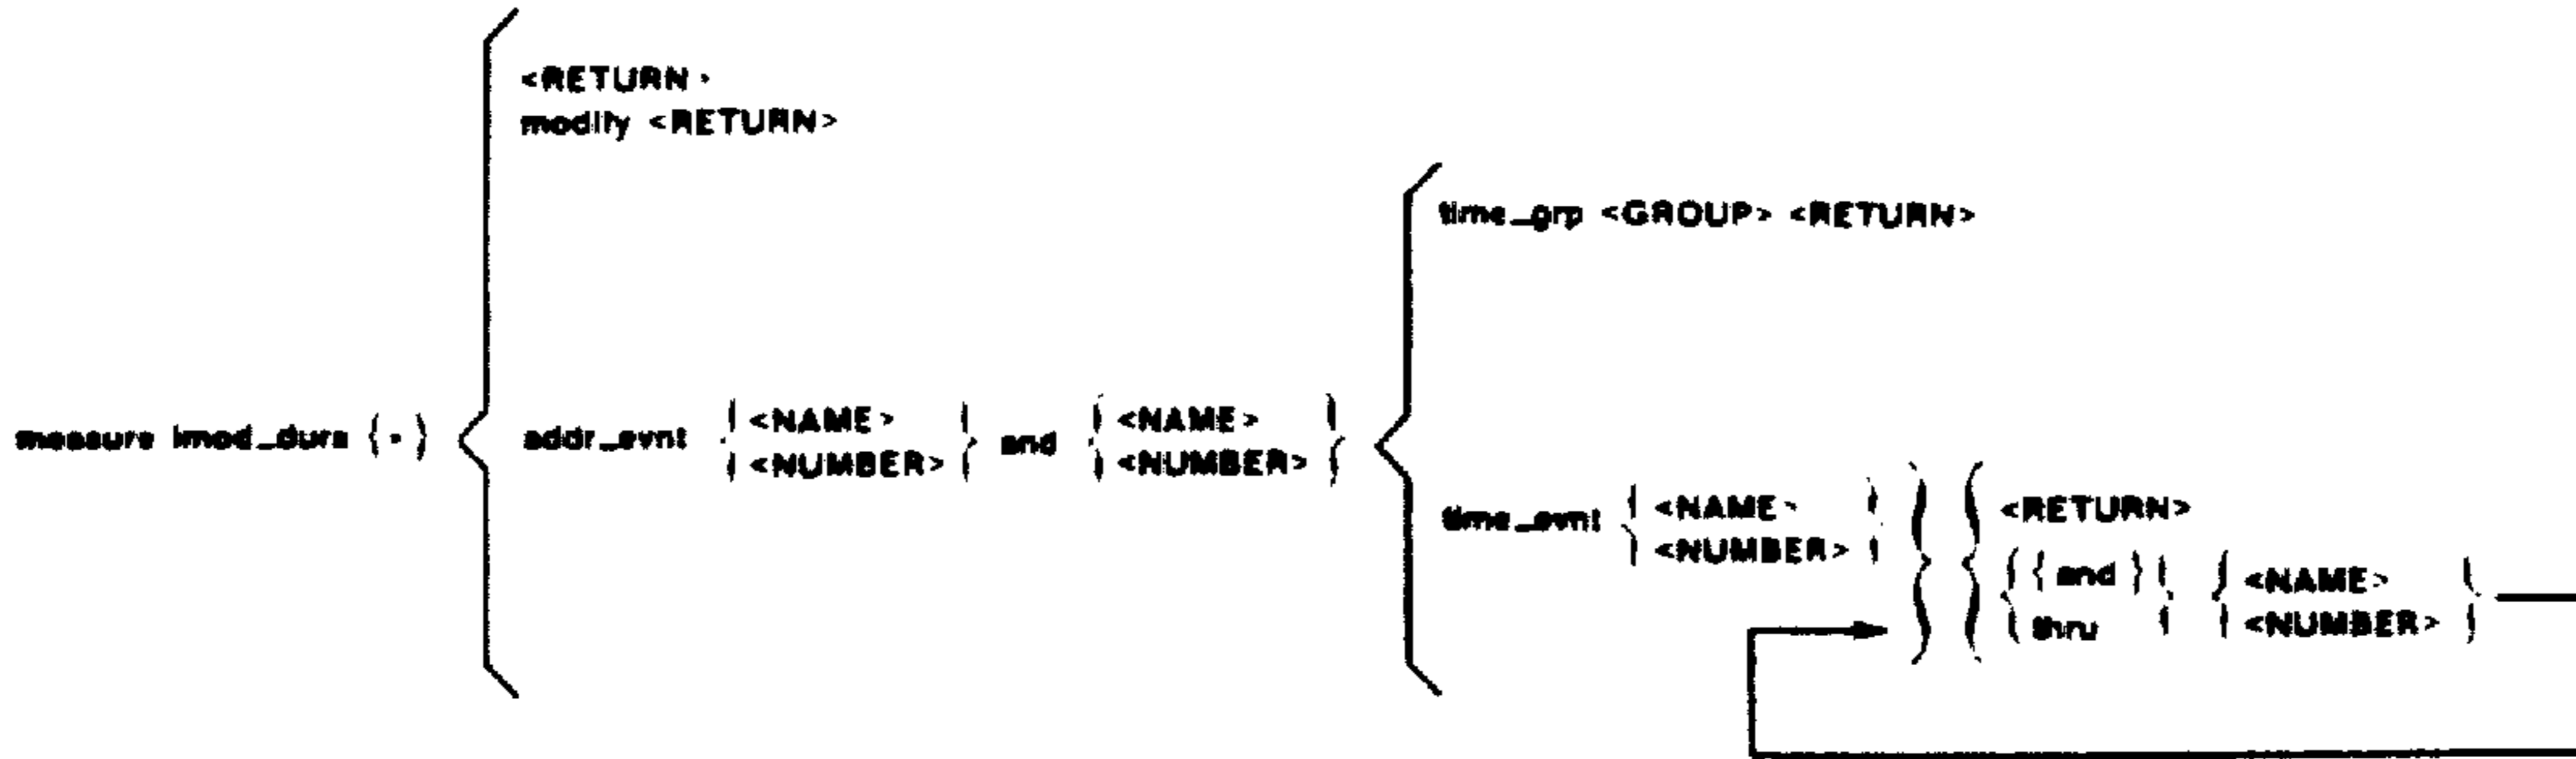 <RETURN>
modify <RETURN>
time_grp <GROUP> <RETURN>
measure imod_dura { - } addr_evnt { <NAME> } and { <NAME> }
{ <NUMBER> } { <NUMBER> }
time_evnt { <NAME> } <RETURN>
{ <NUMBER> } { and } { <NAME> }
thru { <NUMBER> }